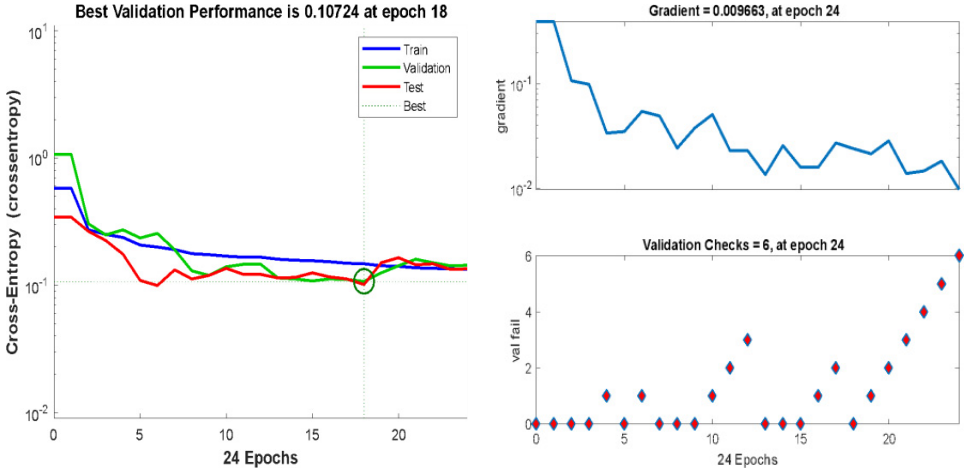 Best Validation Performance is 0.10724 at epoch 18
Cross-Entropy (crossentropy)
10^1
10^0
10^-1
10^-2
Train
Validation
Test
Best
0 5 10 15 20
24 Epochs
Gradient = 0.009663, at epoch 24
gradient
10^-1
10^-2
Validation Checks = 6, at epoch 24
val fail
6
4
2
0
0 5 10 15 20
24 Epochs